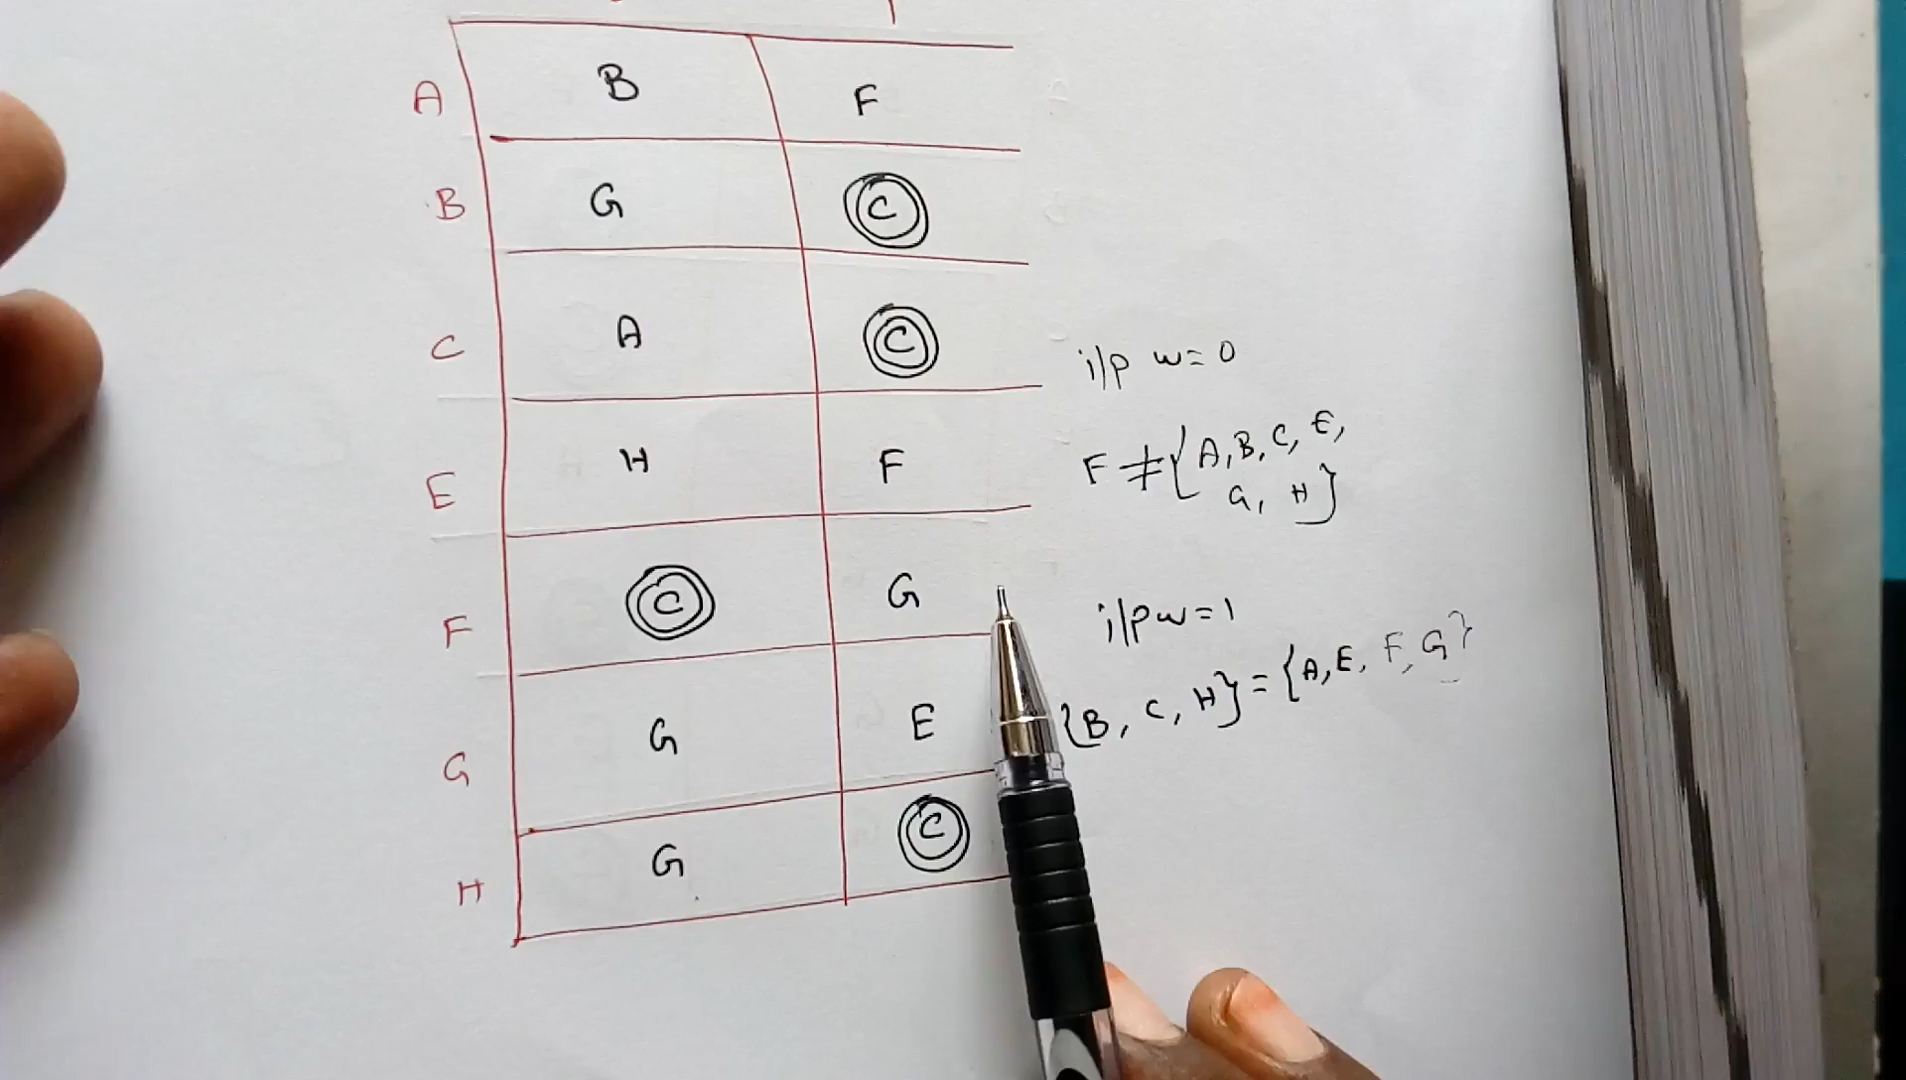 A B F
B G C
C A C
E H F
F C G
G G E
H G C
i/p w=0
F ≠ {A, B, C, E,
G, H}
i/p w=1
{B, C, H} = {A, E, F, G}